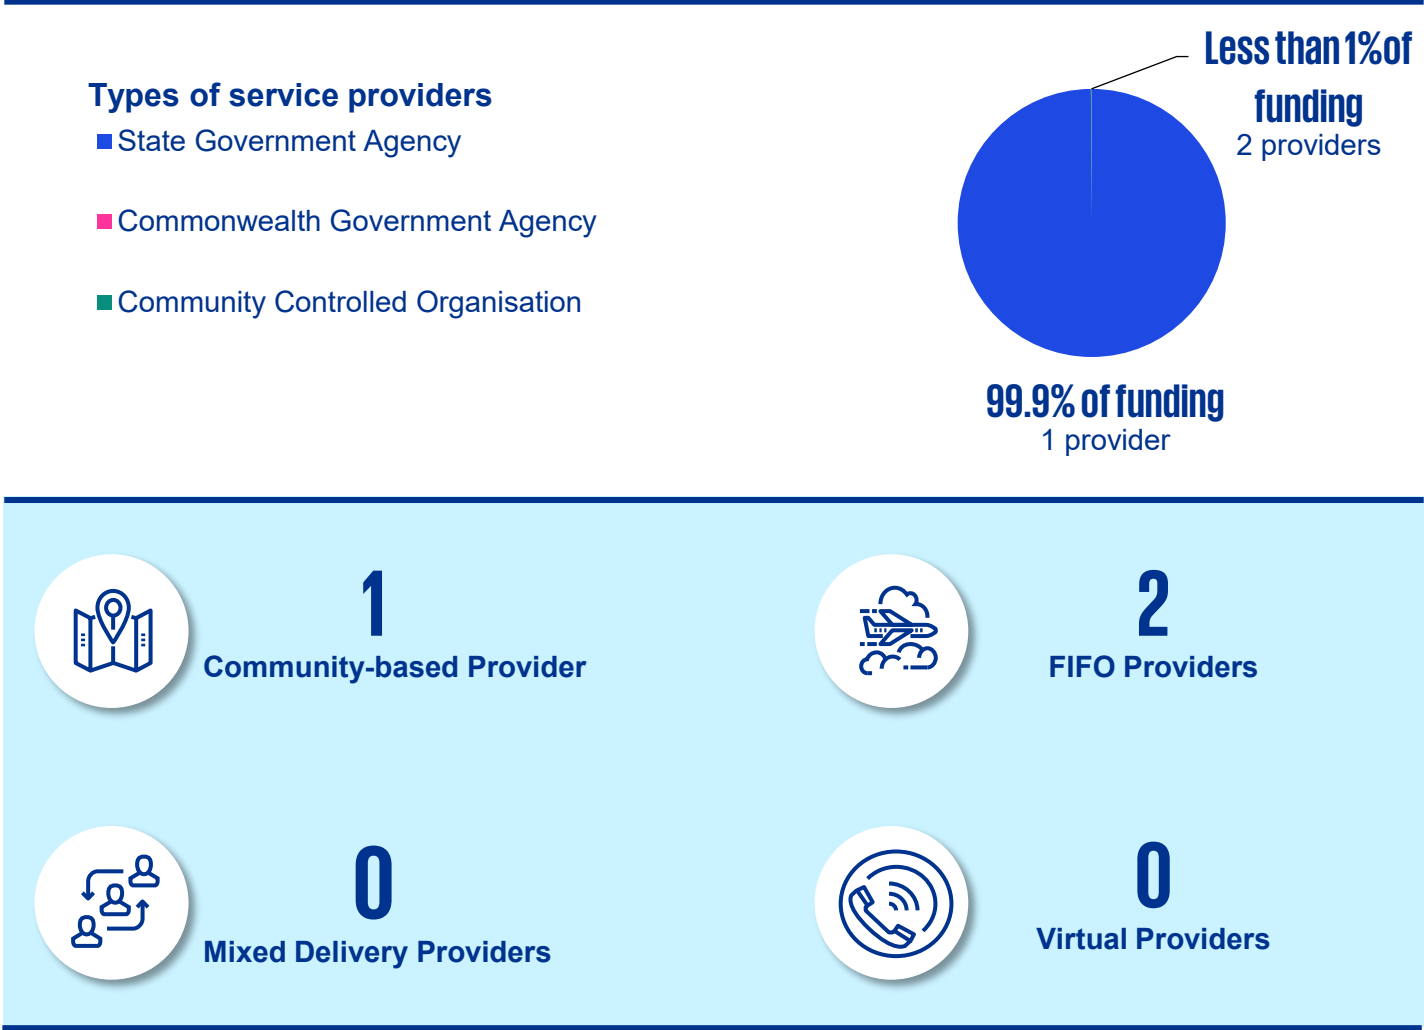 Types of service providers
State Government Agency
Commonwealth Government Agency
Community Controlled Organisation
Less than 1% of
funding
2 providers
99.9% of funding
1 provider
1
Community-based Provider
2
FIFO Providers
0
Mixed Delivery Providers
0
Virtual Providers